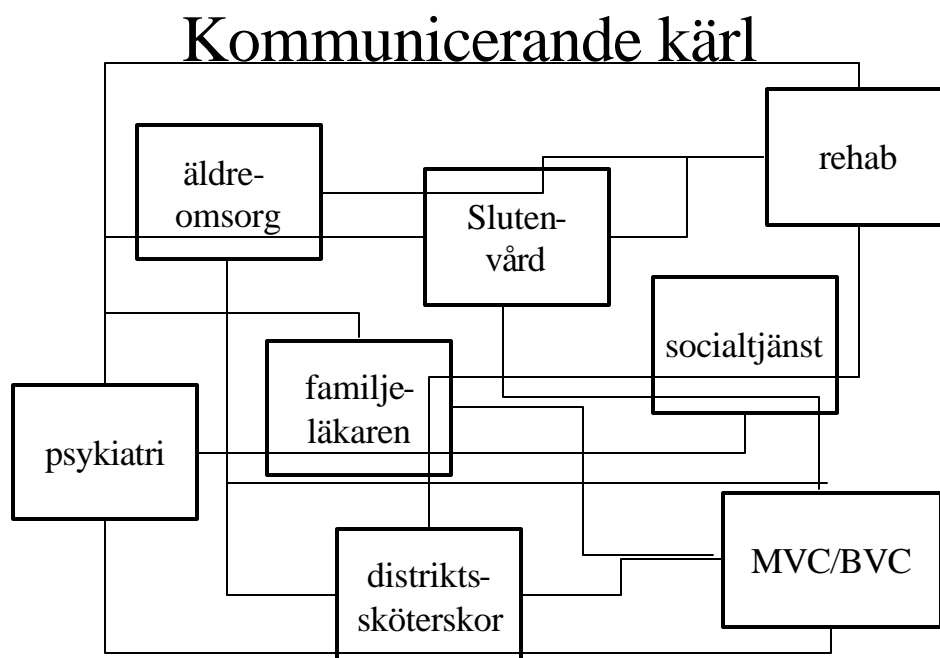 Kommunicerande kärl
äldre-
omsorg
Sluten-
vård
rehab
socialtjänst
familje-
läkaren
psykiatri
distrikts-
sköterskor
MVC/BVC